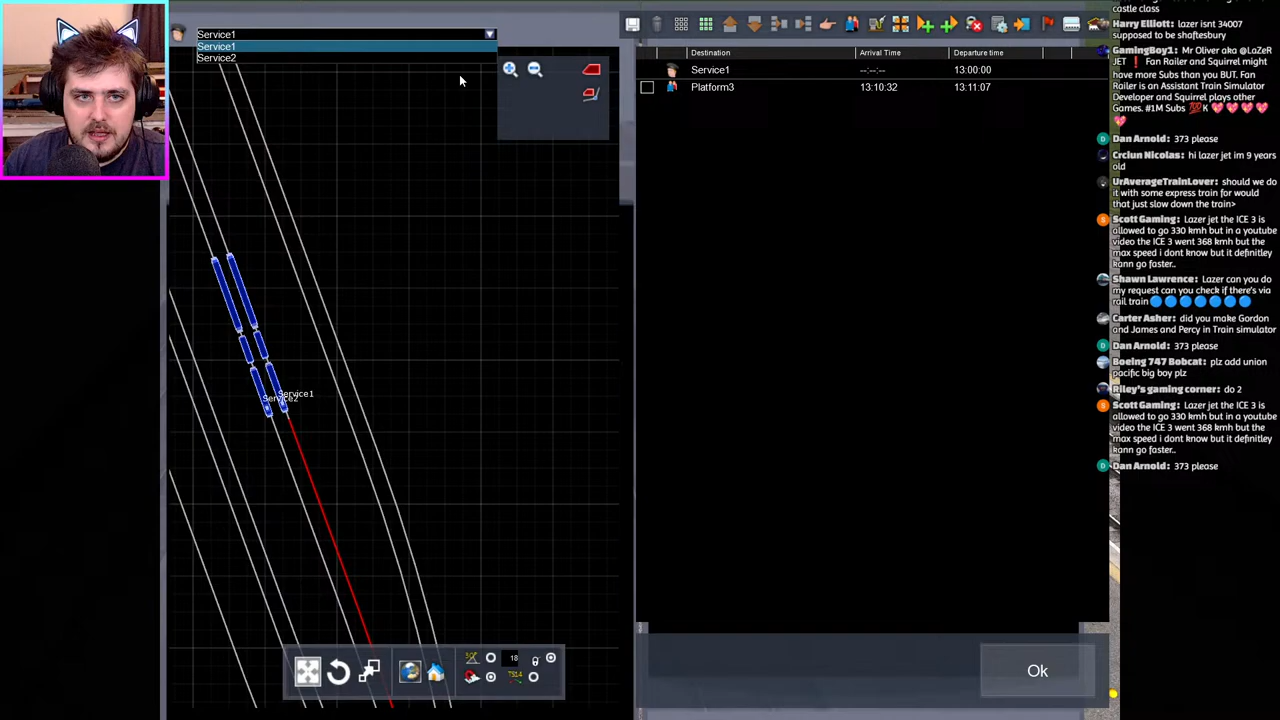 Service1
Service1
Service2
Service1
Service2
18
TS14
Destination
Arrival Time
Departure time
Service1
--:--:--
13:00:00
Platform3
13:10:32
13:11:07
Ok
castle class
Harry Elliott: lazer isnt 34007
supposed be to shaftesbury
GamingBoy1: Mr Oliver aka @LaZeR
JET ❗ Fan Railer and Squirrel might
have more Subs than you BUT. Fan
Railer is an Assistant Train Simulator
Developer and Squirrel plays other
Games. #1M Subs 💯K 💖💖💖💖
💖
D Dan Arnold: 373 please
Crciun Nicolas: hi lazer jet im 9 years
old
UrAverageTrainLover: should we do
it with some express train for would
that just slow down the train>
S Scott Gaming: Lazer jet the ICE 3 is
allowed to go 330 kmh but in a youtube
video the ICE 3 went 368 kmh but the
max speed i dont know but it definitley
kann go faster..
Shawn Lawrence: Lazer can you do
my request can you check if there's via
rail train 🔵🔵🔵🔵🔵🔵🔵
Carter Asher: did you make Gordon
and James and Percy in Train simulator
D Dan Arnold: 373 please
Boeing 747 Bobcat: plz add union
pacific big boy plz
Riley's gaming corner: do 2
S Scott Gaming: Lazer jet the ICE 3 is
allowed to go 330 kmh but in a youtube
video the ICE 3 went 368 kmh but the
max speed i dont know but it definitley
kann go faster..
D Dan Arnold: 373 please